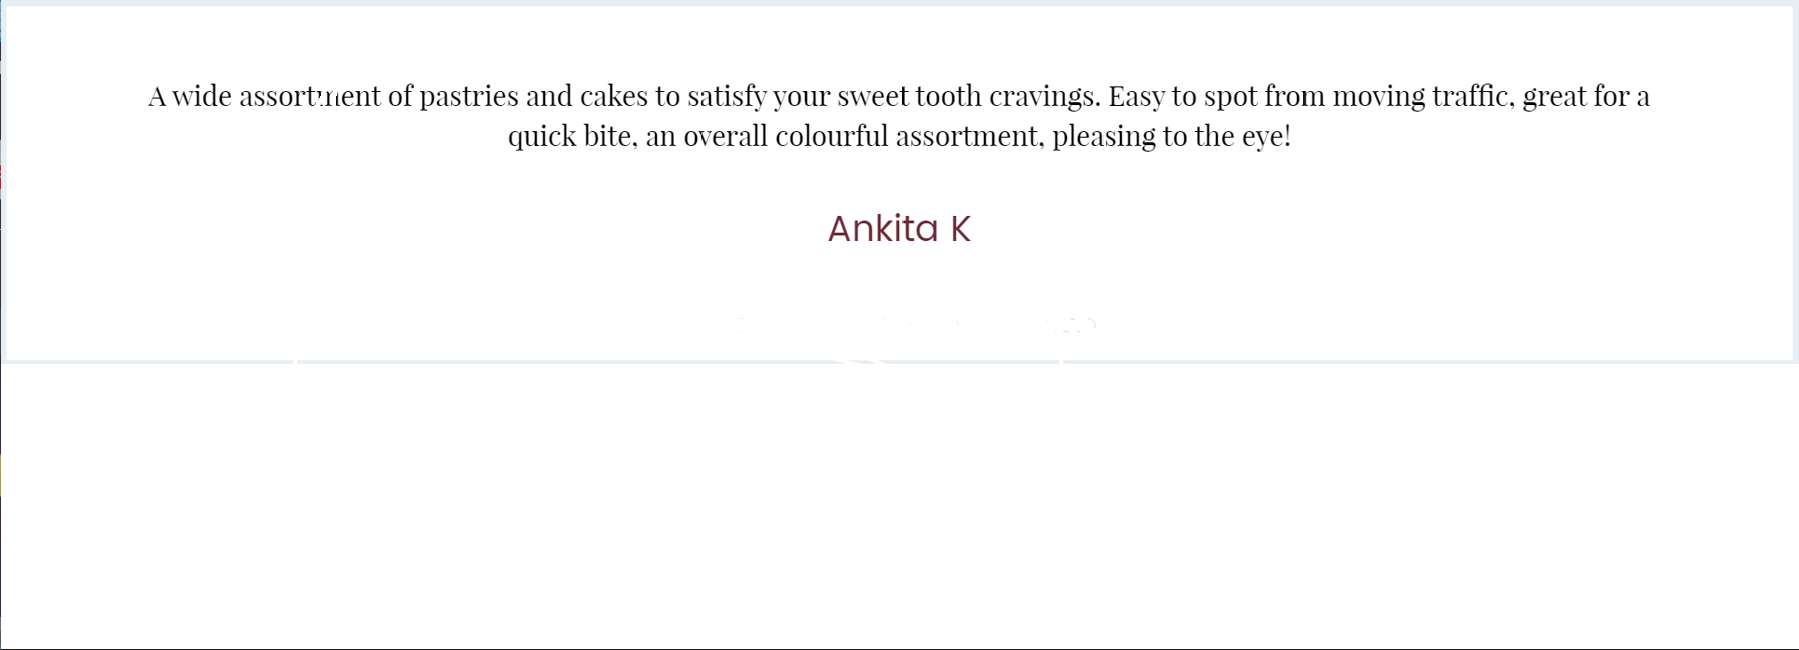 A wide assortment of pastries and cakes to satisfy your sweet tooth cravings. Easy to spot from moving traffic, great for a
quick bite, an overall colourful assortment, pleasing to the eye!
Ankita K